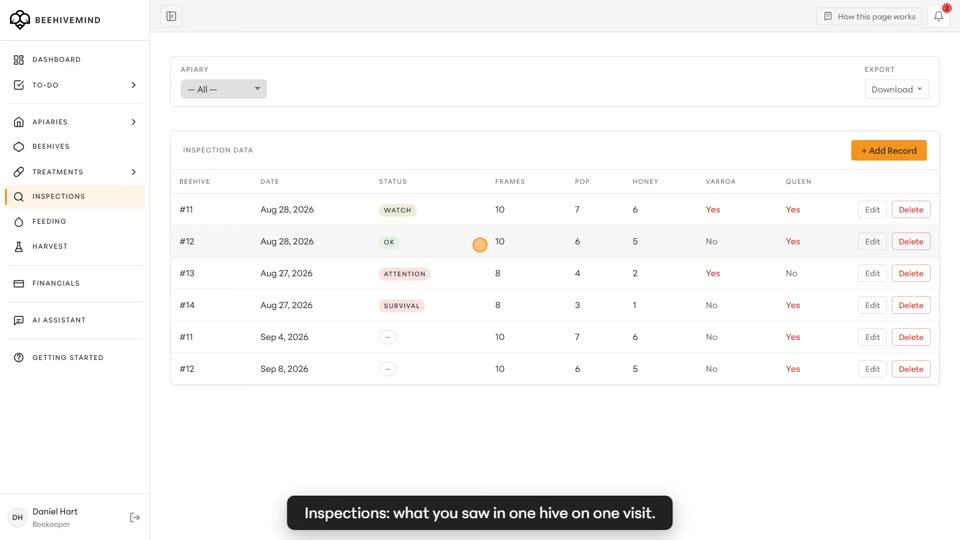 BEEHIVEMIND
How this page works
2
DASHBOARD
TO-DO
APIARIES
BEEHIVES
TREATMENTS
INSPECTIONS
FEEDING
HARVEST
FINANCIALS
AI ASSISTANT
GETTING STARTED
DH
Daniel Hart
Beekeeper
APIARY
— All —
EXPORT
Download
INSPECTION DATA
+ Add Record
BEEHIVE DATE STATUS FRAMES POP. HONEY VARROA QUEEN
#11 Aug 28, 2026 WATCH 10 7 6 Yes Yes Edit Delete
#12 Aug 28, 2026 OK 10 6 5 No Yes Edit Delete
#13 Aug 27, 2026 ATTENTION 8 4 2 Yes No Edit Delete
#14 Aug 27, 2026 SURVIVAL 8 3 1 No Yes Edit Delete
#11 Sep 4, 2026 -- 10 7 6 No Yes Edit Delete
#12 Sep 8, 2026 -- 10 6 5 No Yes Edit Delete
Inspections: what you saw in one hive on one visit.